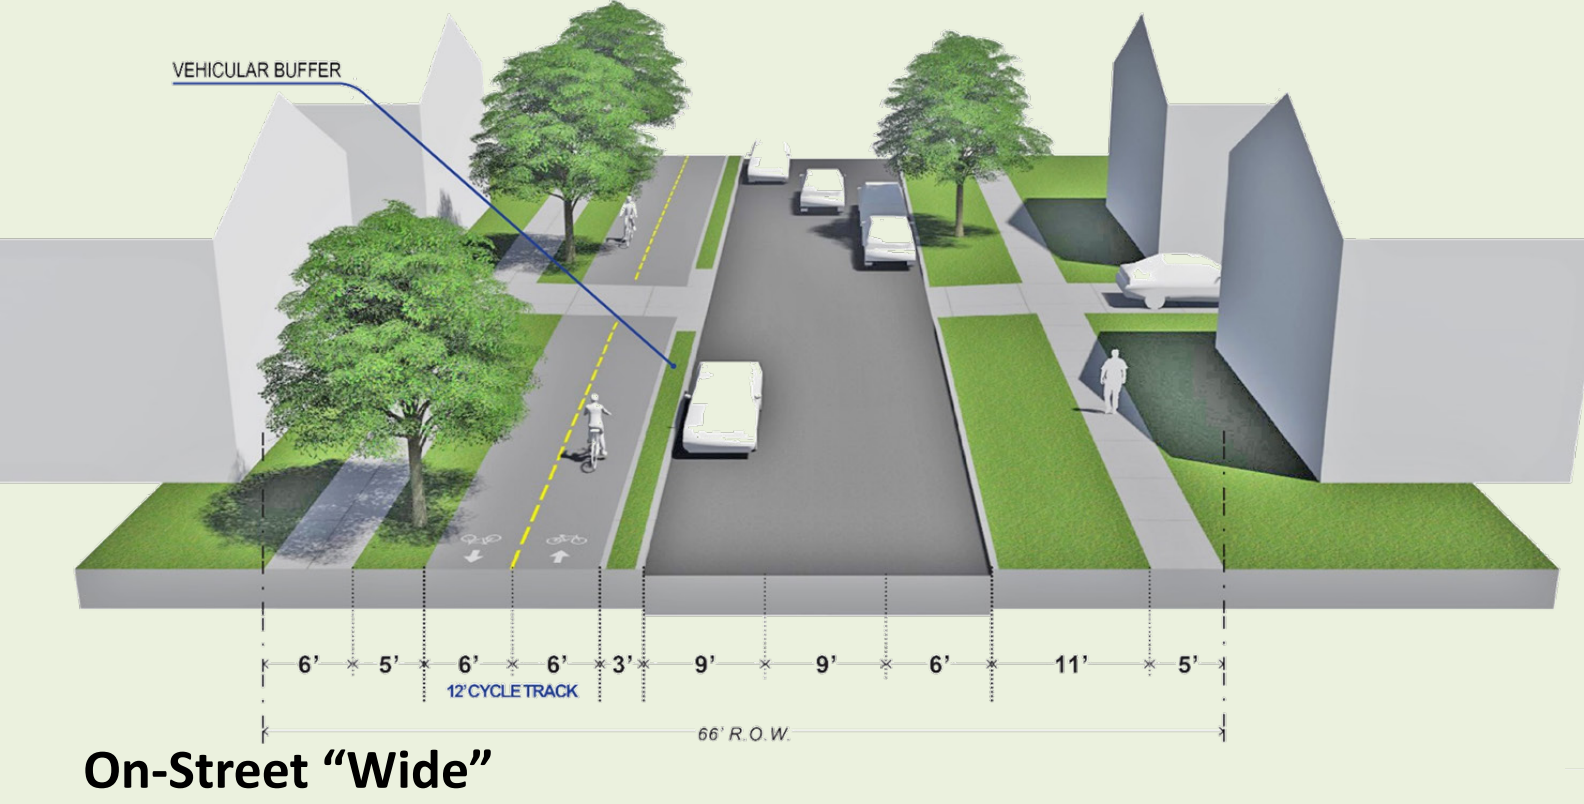 VEHICULAR BUFFER
6' 5' 6' 6' 3' 9' 9' 6' 11' 5'
12' CYCLE TRACK
66' R.O.W.
On-Street “Wide”